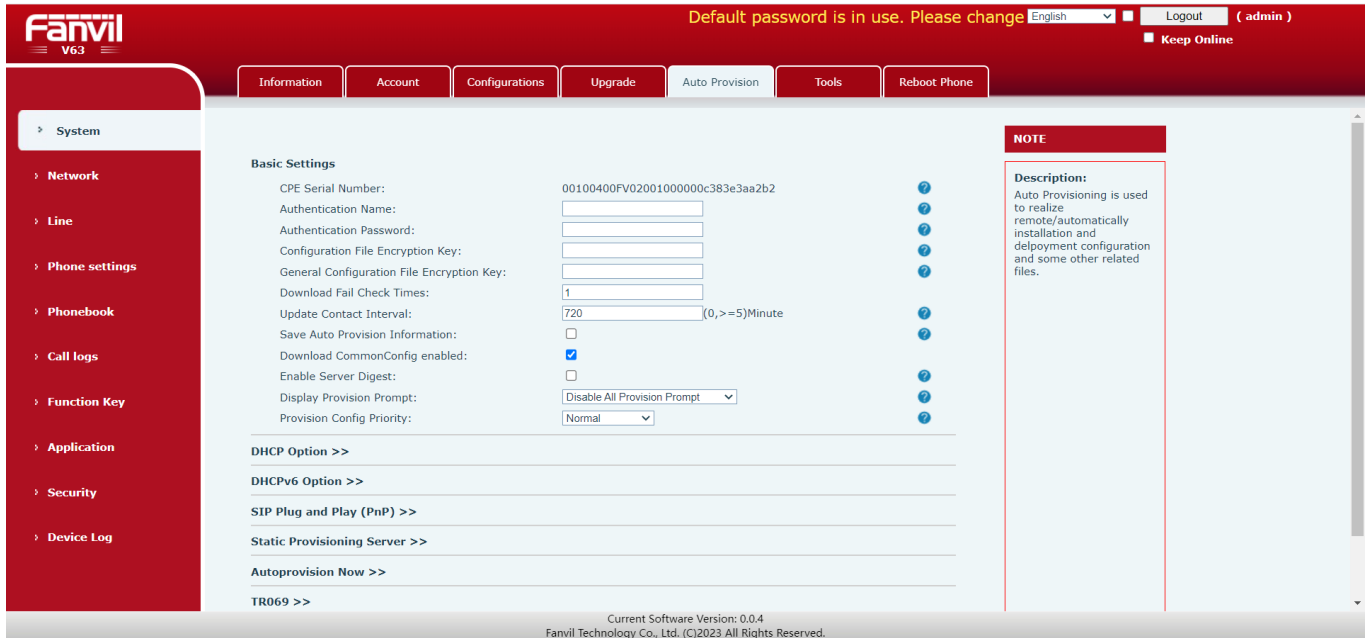 Fanvil
V63
Default password is in use. Please change English Logout ( admin )
Keep Online
Information Account Configurations Upgrade Auto Provision Tools Reboot Phone
System
Network
Line
Phone settings
Phonebook
Call logs
Function Key
Application
Security
Device Log
Basic Settings
CPE Serial Number: 00100400FV02001000000c383e3aa2b2
Authentication Name:
Authentication Password:
Configuration File Encryption Key:
General Configuration File Encryption Key:
Download Fail Check Times: 1
Update Contact Interval: 720 (0,>=5)Minute
Save Auto Provision Information:
Download CommonConfig enabled:
Enable Server Digest:
Display Provision Prompt: Disable All Provision Prompt
Provision Config Priority: Normal
DHCP Option >>
DHCPv6 Option >>
SIP Plug and Play (PnP) >>
Static Provisioning Server >>
Autoprovision Now >>
TR069 >>
NOTE
Description:
Auto Provisioning is used
to realize
remote/automatically
installation and
delpoyment configuration
and some other related
files.
Current Software Version: 0.0.4
Fanvil Technology Co., Ltd. (C)2023 All Rights Reserved.